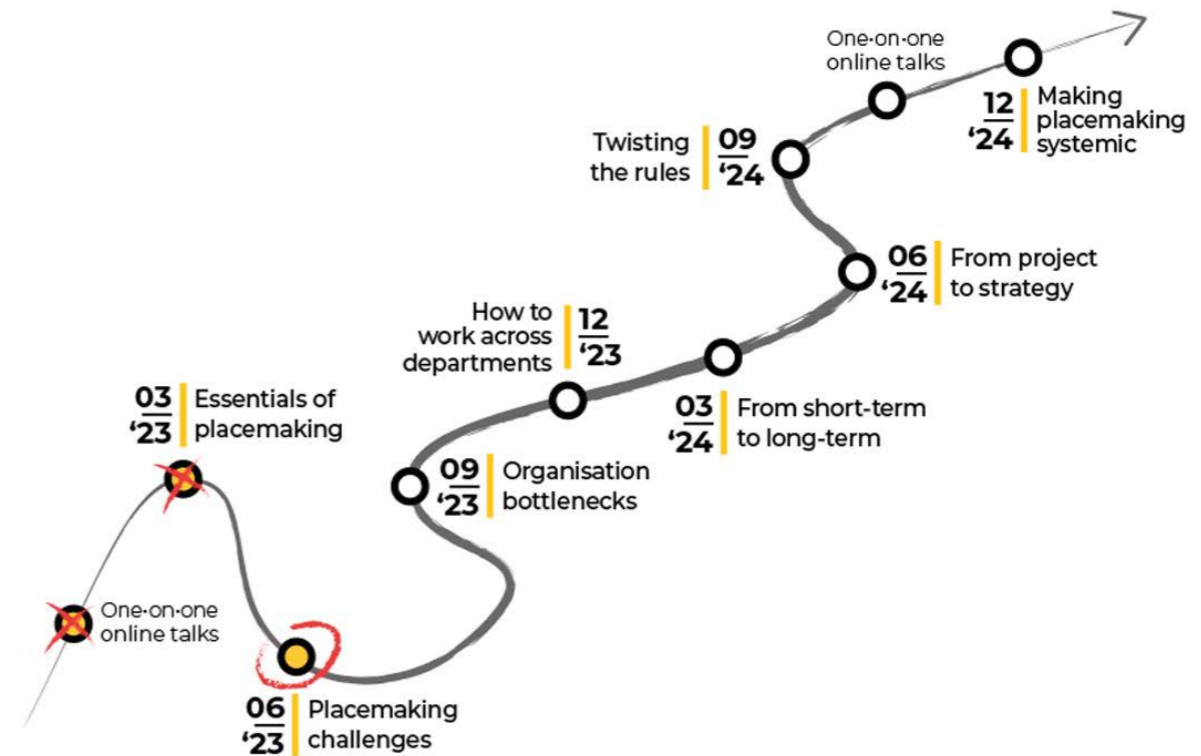 One-on-one
online talks
12
‘24
Making
placemaking
systemic
Twisting
the rules
09
‘24
06
‘24
From project
to strategy
How to
work across
departments
12
‘23
03
‘24
From short-term
to long-term
03
‘23
Essentials of
placemaking
09
‘23
Organisation
bottlenecks
One-on-one
online talks
06
‘23
Placemaking
challenges